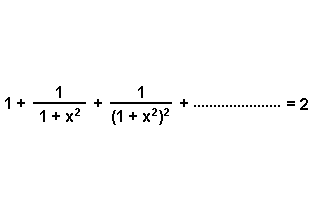 1 + 1/(1 + x²) + 1/(1 + x²)² + ...................... = 2